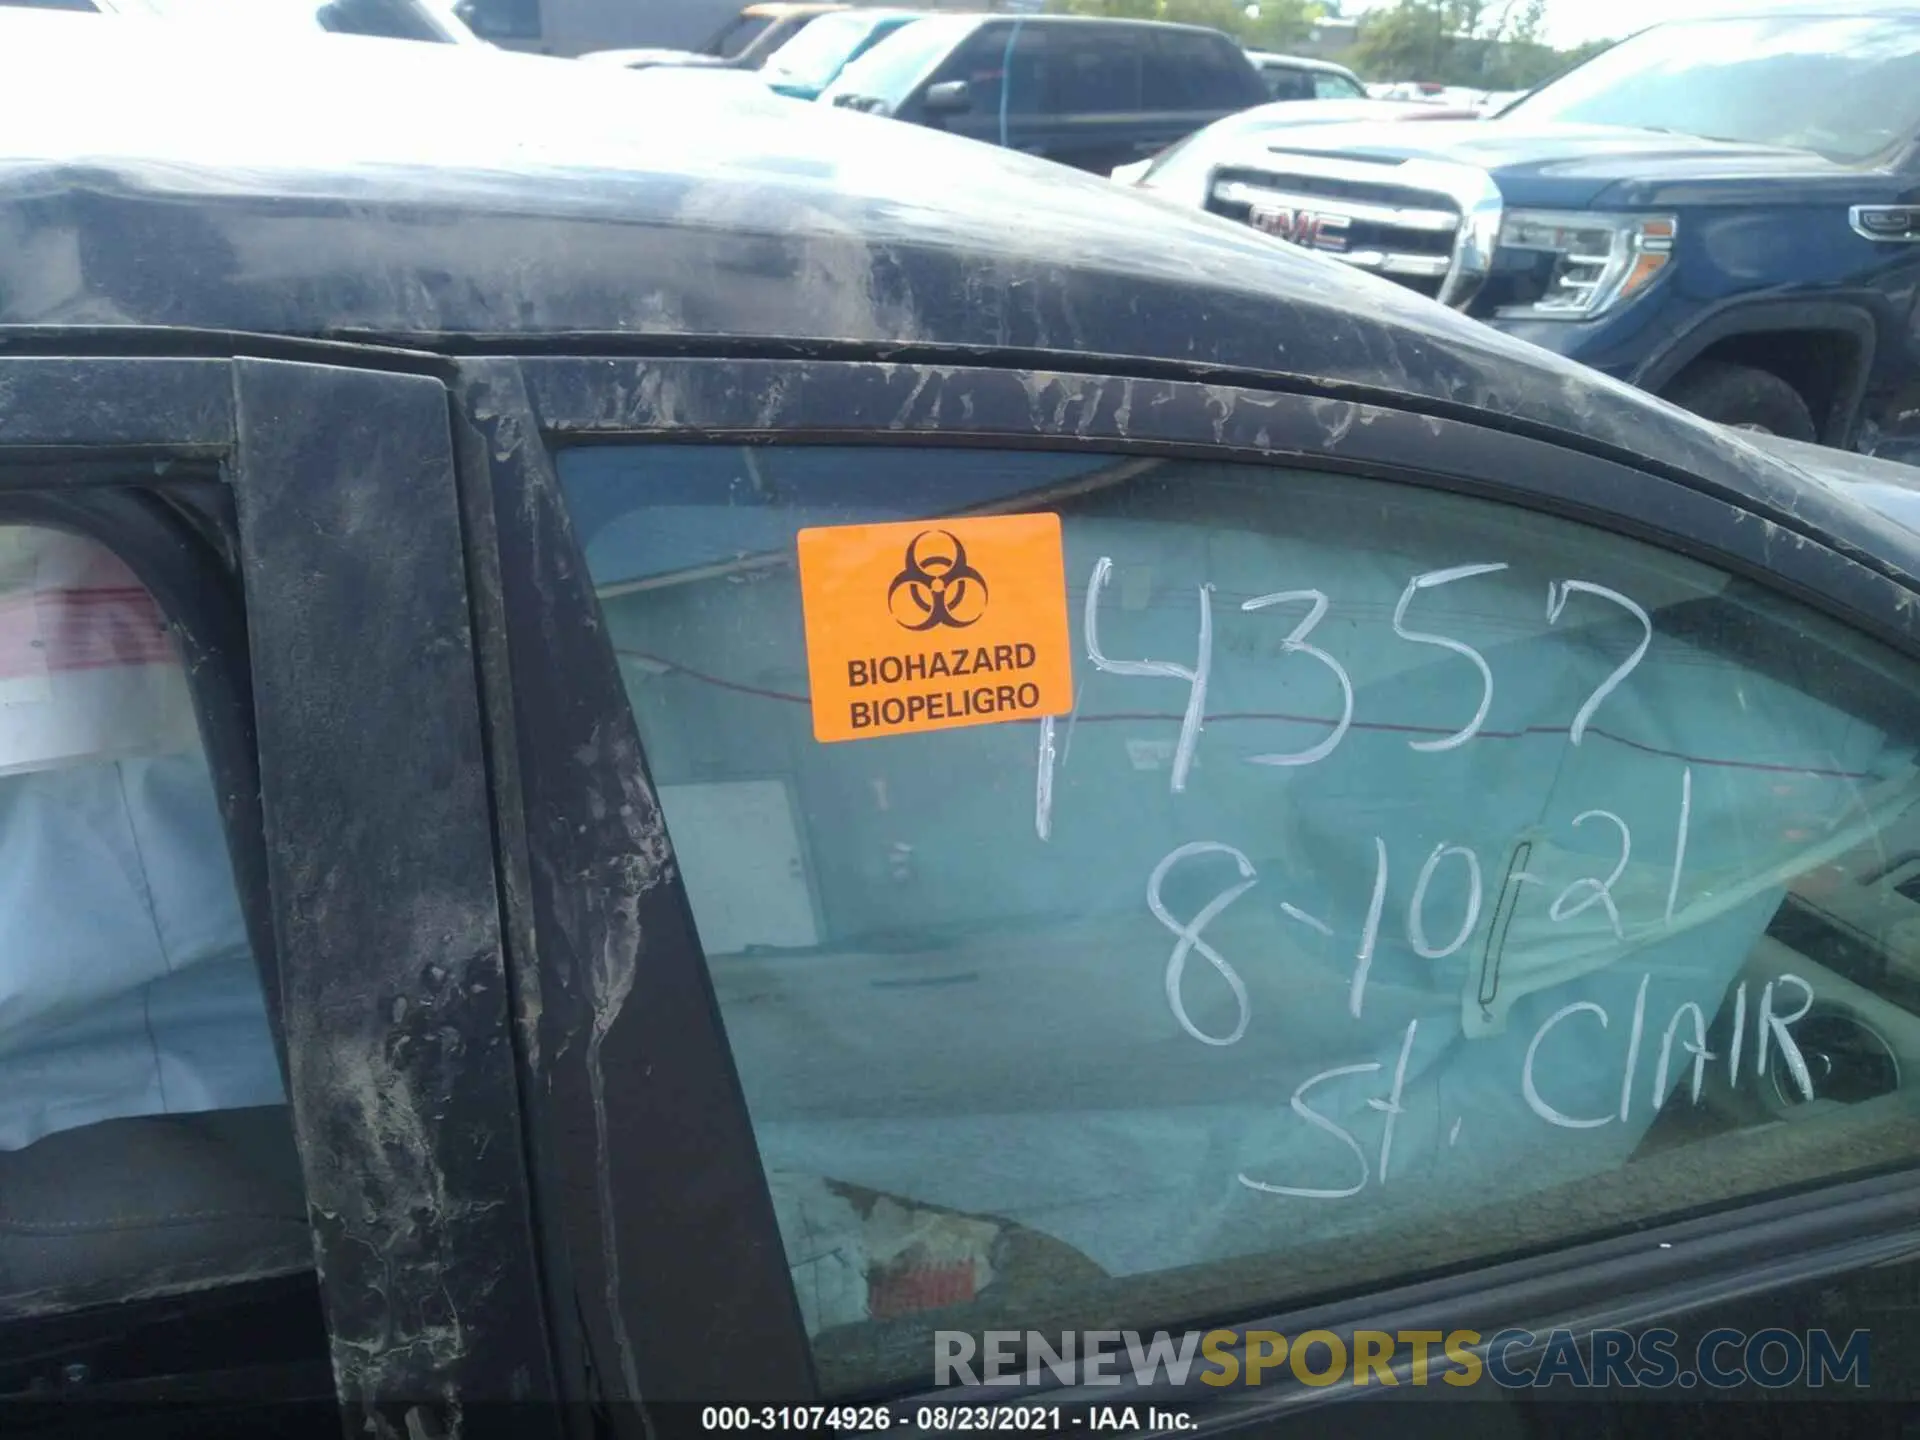 GMC
BIOHAZARD
BIOPELIGRO
14357
8-10-21
St. ClAIR
RENEWSPORTSCARS.COM
000-31074926 - 08/23/2021 - IAA Inc.